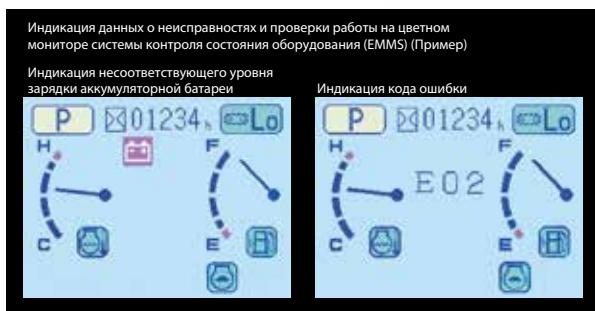 Индикация данных о неисправностях и проверки работы на цветном
мониторе системы контроля состояния оборудования (EMMS) (Пример)
Индикация несоответствующего уровня
зарядки аккумуляторной батареи
Индикация кода ошибки
P 01234 h Lo
H F
C E
P 01234 h Lo
H F
E02
C E